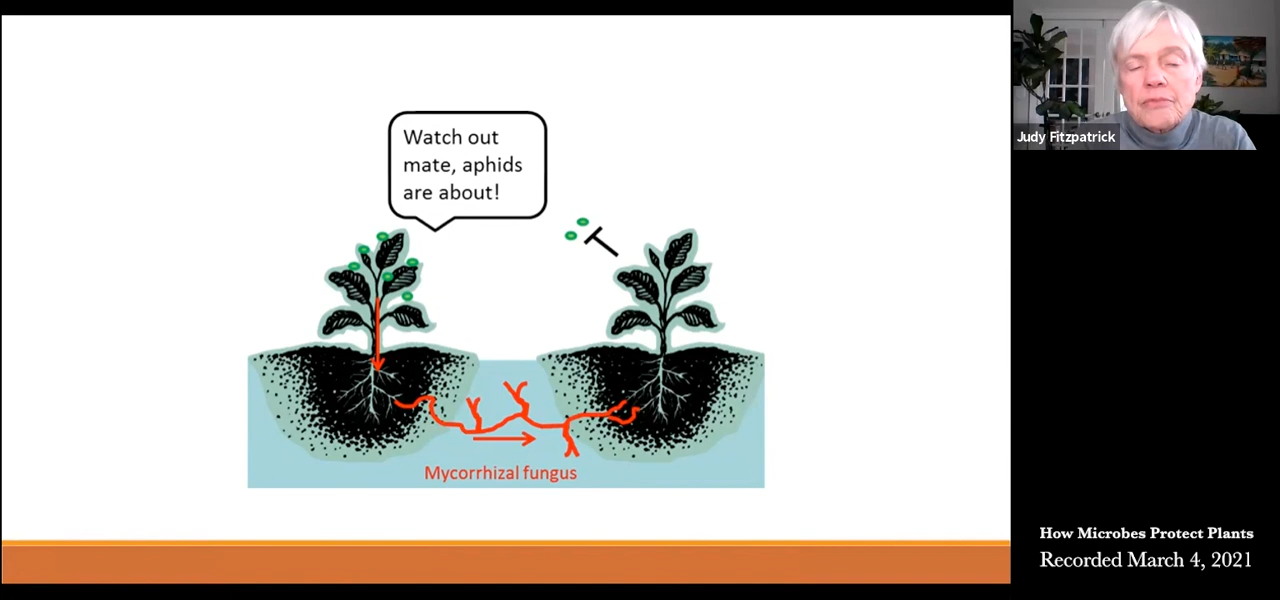 Watch out
mate, aphids
are about!
Mycorrhizal fungus
Judy Fitzpatrick
How Microbes Protect Plants
Recorded March 4, 2021